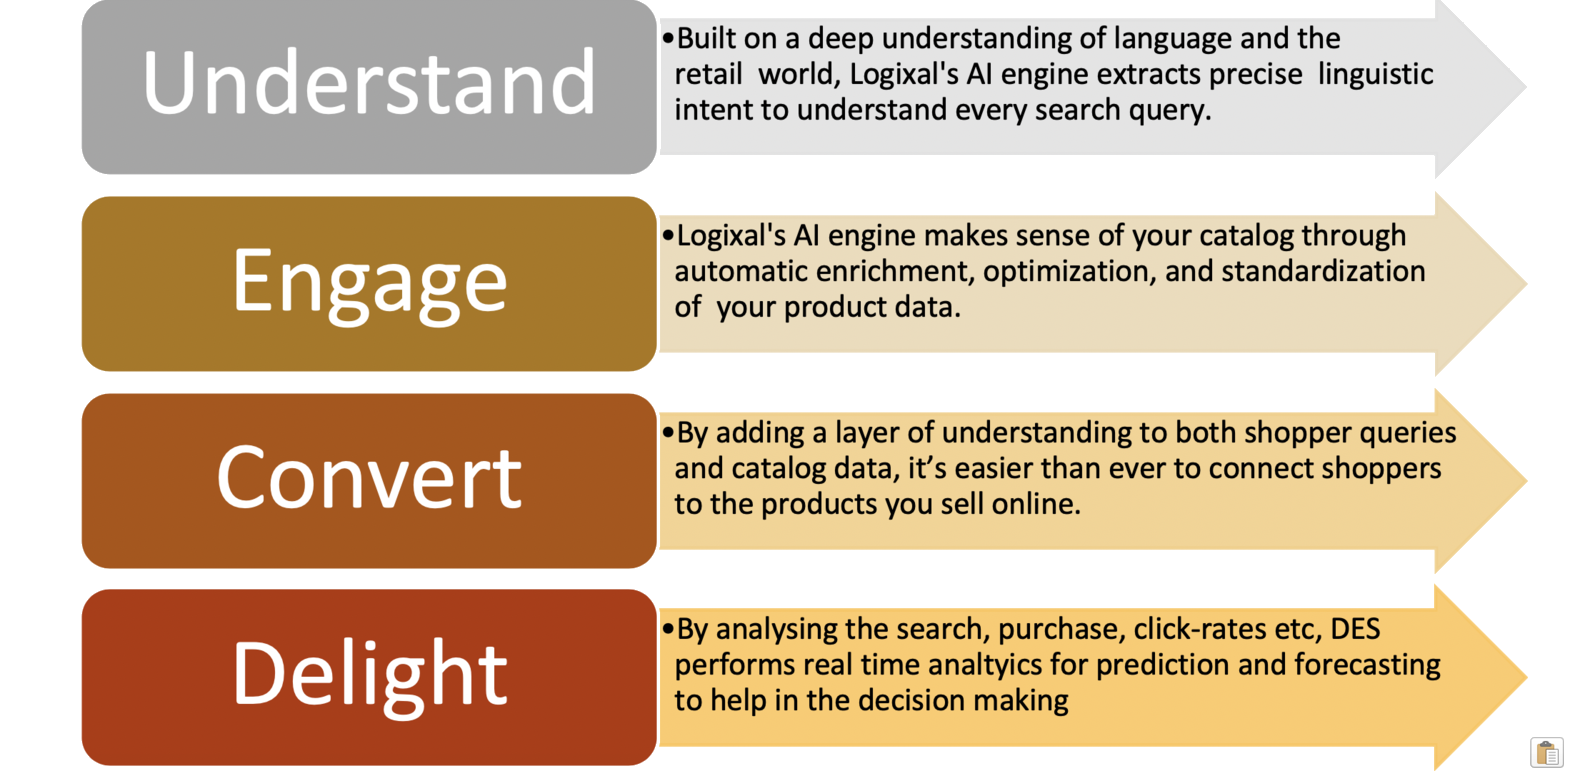 Understand
•Built on a deep understanding of language and the
retail  world, Logixal's AI engine extracts precise  linguistic
intent to understand every search query.
Engage
•Logixal's AI engine makes sense of your catalog through
automatic enrichment, optimization, and standardization
of  your product data.
Convert
•By adding a layer of understanding to both shopper queries
and catalog data, it’s easier than ever to connect shoppers
to the products you sell online.
Delight
•By analysing the search, purchase, click-rates etc, DES
performs real time analtyics for prediction and forecasting
to help in the decision making